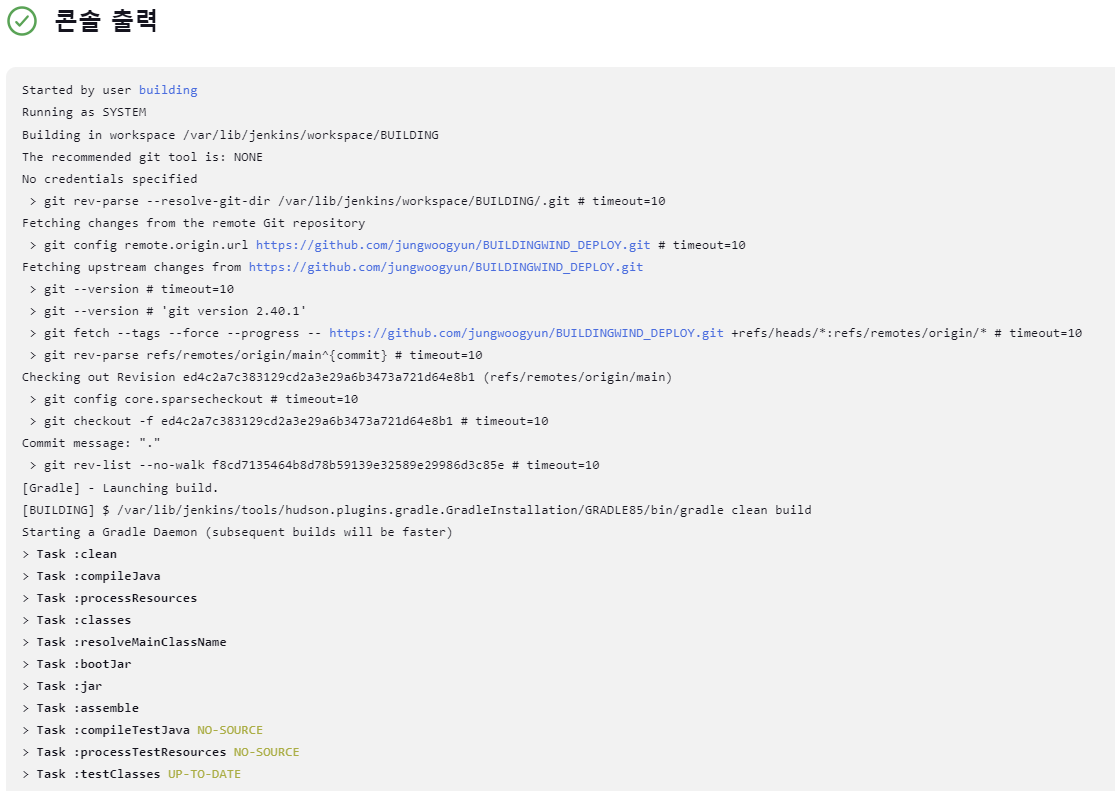 콘솔 출력
Started by user building
Running as SYSTEM
Building in workspace /var/lib/jenkins/workspace/BUILDING
The recommended git tool is: NONE
No credentials specified
> git rev-parse --resolve-git-dir /var/lib/jenkins/workspace/BUILDING/.git # timeout=10
Fetching changes from the remote Git repository
> git config remote.origin.url https://github.com/jungwoogyun/BUILDINGWIND_DEPLOY.git # timeout=10
Fetching upstream changes from https://github.com/jungwoogyun/BUILDINGWIND_DEPLOY.git
> git --version # timeout=10
> git --version # 'git version 2.40.1'
> git fetch --tags --force --progress -- https://github.com/jungwoogyun/BUILDINGWIND_DEPLOY.git +refs/heads/*:refs/remotes/origin/* # timeout=10
> git rev-parse refs/remotes/origin/main^{commit} # timeout=10
Checking out Revision ed4c2a7c383129cd2a3e29a6b3473a721d64e8b1 (refs/remotes/origin/main)
> git config core.sparsecheckout # timeout=10
> git checkout -f ed4c2a7c383129cd2a3e29a6b3473a721d64e8b1 # timeout=10
Commit message: "."
> git rev-list --no-walk f8cd7135464b8d78b59139e32589e29986d3c85e # timeout=10
[Gradle] - Launching build.
[BUILDING] $ /var/lib/jenkins/tools/hudson.plugins.gradle.GradleInstallation/GRADLE85/bin/gradle clean build
Starting a Gradle Daemon (subsequent builds will be faster)
> Task :clean
> Task :compileJava
> Task :processResources
> Task :classes
> Task :resolveMainClassName
> Task :bootJar
> Task :jar
> Task :assemble
> Task :compileTestJava NO-SOURCE
> Task :processTestResources NO-SOURCE
> Task :testClasses UP-TO-DATE